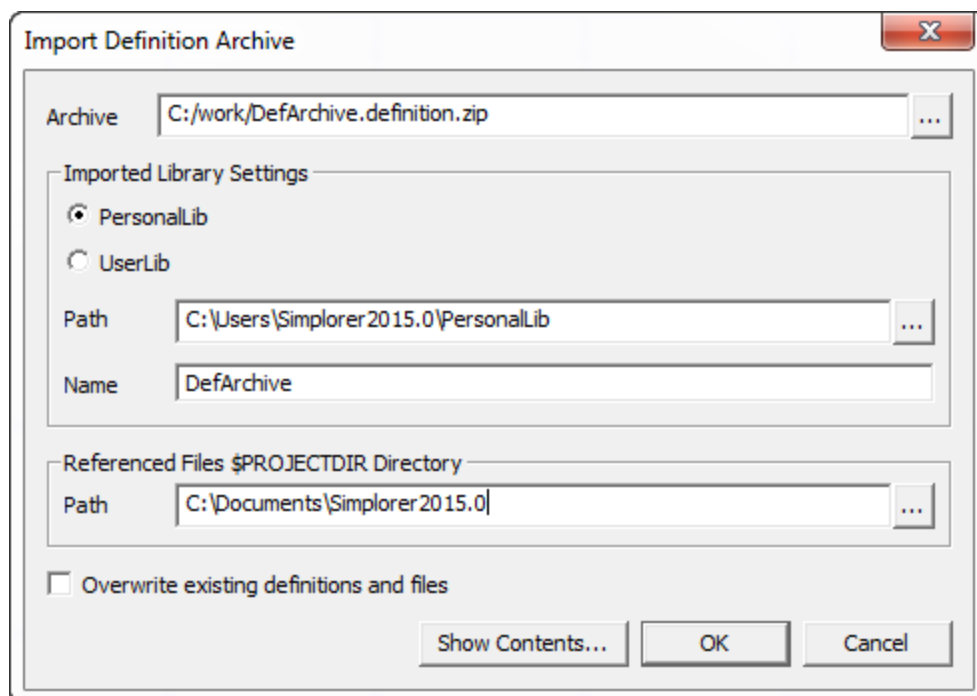 Import Definition Archive
x
Archive C:/work/DefArchive.definition.zip ...
Imported Library Settings
PersonalLib
UserLib
Path C:\Users\Simplorer2015.0\PersonalLib ...
Name DefArchive
Referenced Files $PROJECTDIR Directory
Path C:\Documents\Simplorer2015.0 ...
Overwrite existing definitions and files
Show Contents... OK Cancel